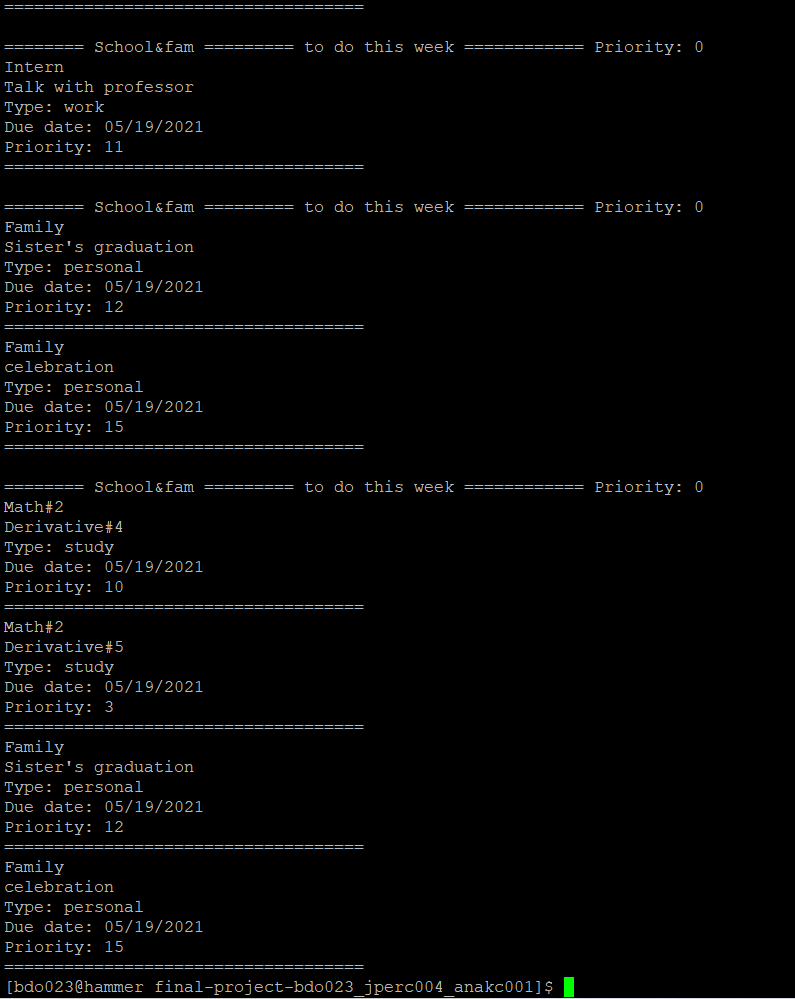 ====================================
======== School&fam ========= to do this week ============ Priority: 0
Intern
Talk with professor
Type: work
Due date: 05/19/2021
Priority: 11
====================================
======== School&fam ========= to do this week ============ Priority: 0
Family
Sister's graduation
Type: personal
Due date: 05/19/2021
Priority: 12
====================================
Family
celebration
Type: personal
Due date: 05/19/2021
Priority: 15
====================================
======== School&fam ========= to do this week ============ Priority: 0
Math#2
Derivative#4
Type: study
Due date: 05/19/2021
Priority: 10
====================================
Math#2
Derivative#5
Type: study
Due date: 05/19/2021
Priority: 3
====================================
Family
Sister's graduation
Type: personal
Due date: 05/19/2021
Priority: 12
====================================
Family
celebration
Type: personal
Due date: 05/19/2021
Priority: 15
====================================
[bdo023@hammer final-project-bdo023_jperc004_anakc001]$